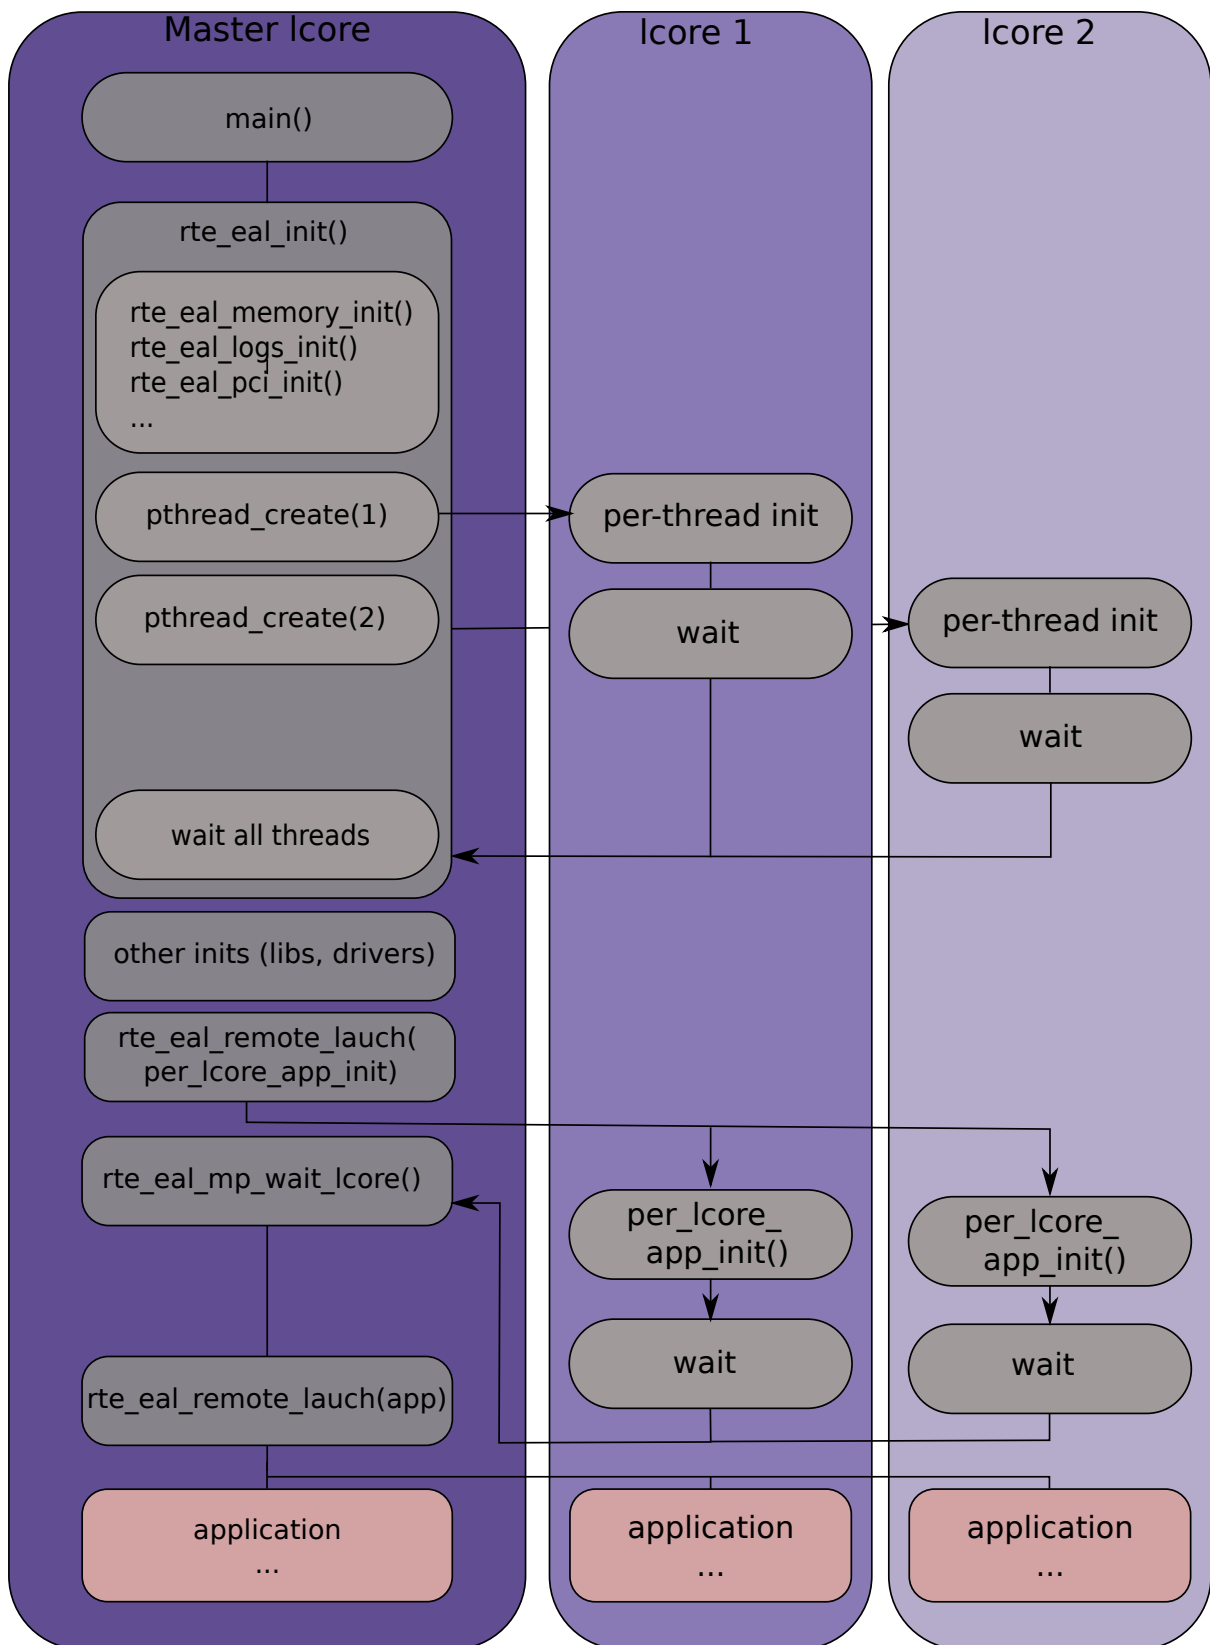 Master lcore
lcore 1
lcore 2
main()
rte_eal_init()
rte_eal_memory_init()
rte_eal_logs_init()
rte_eal_pci_init()
...
pthread_create(1)
per-thread init
pthread_create(2)
wait
per-thread init
wait
wait all threads
other inits (libs, drivers)
rte_eal_remote_lauch(
per_lcore_app_init)
rte_eal_mp_wait_lcore()
per_lcore_
app_init()
per_lcore_
app_init()
wait
wait
rte_eal_remote_lauch(app)
application
...
application
...
application
...